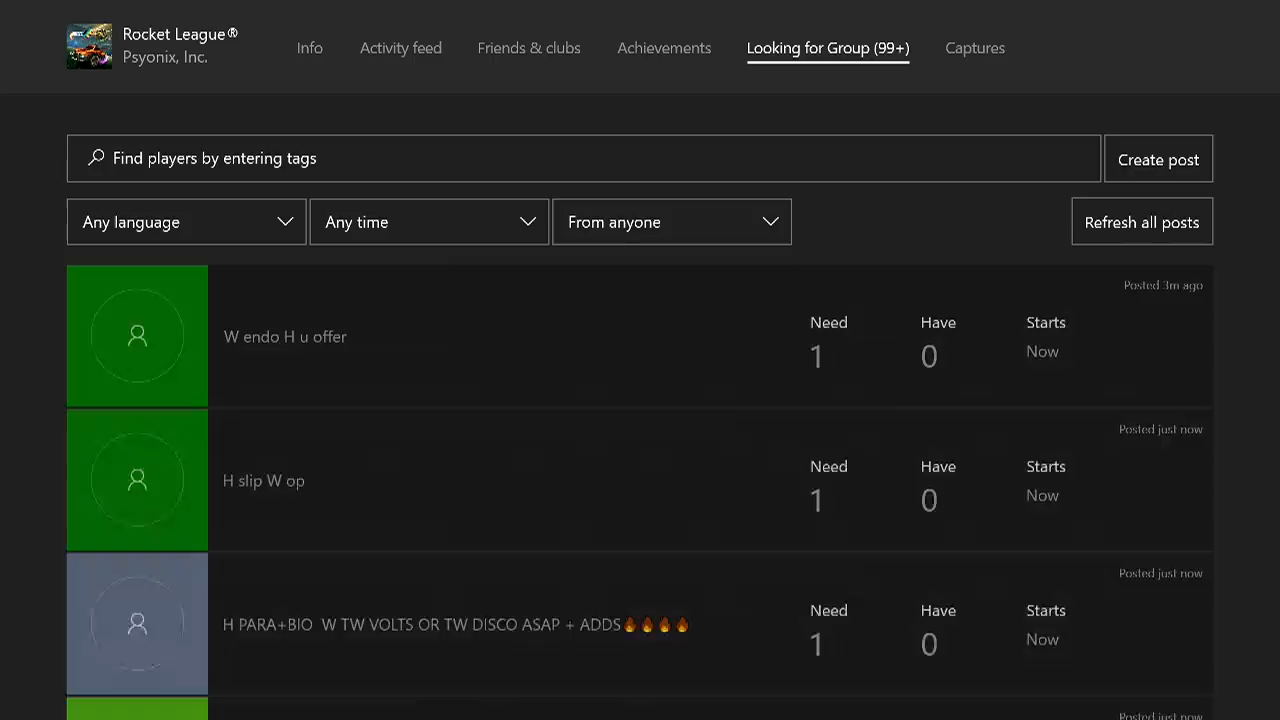 Rocket League®
Psyonix, Inc.
Info
Activity feed
Friends & clubs
Achievements
Looking for Group (99+)
Captures
Find players by entering tags
Create post
Any language
Any time
From anyone
Refresh all posts
Posted 3m ago
W endo H u offer
Need
Have
Starts
1
0
Now
Posted just now
H slip W op
Need
Have
Starts
1
0
Now
Posted just now
H PARA+BIO W TW VOLTS OR TW DISCO ASAP + ADDS🔥🔥🔥🔥
Need
Have
Starts
1
0
Now
Posted just now